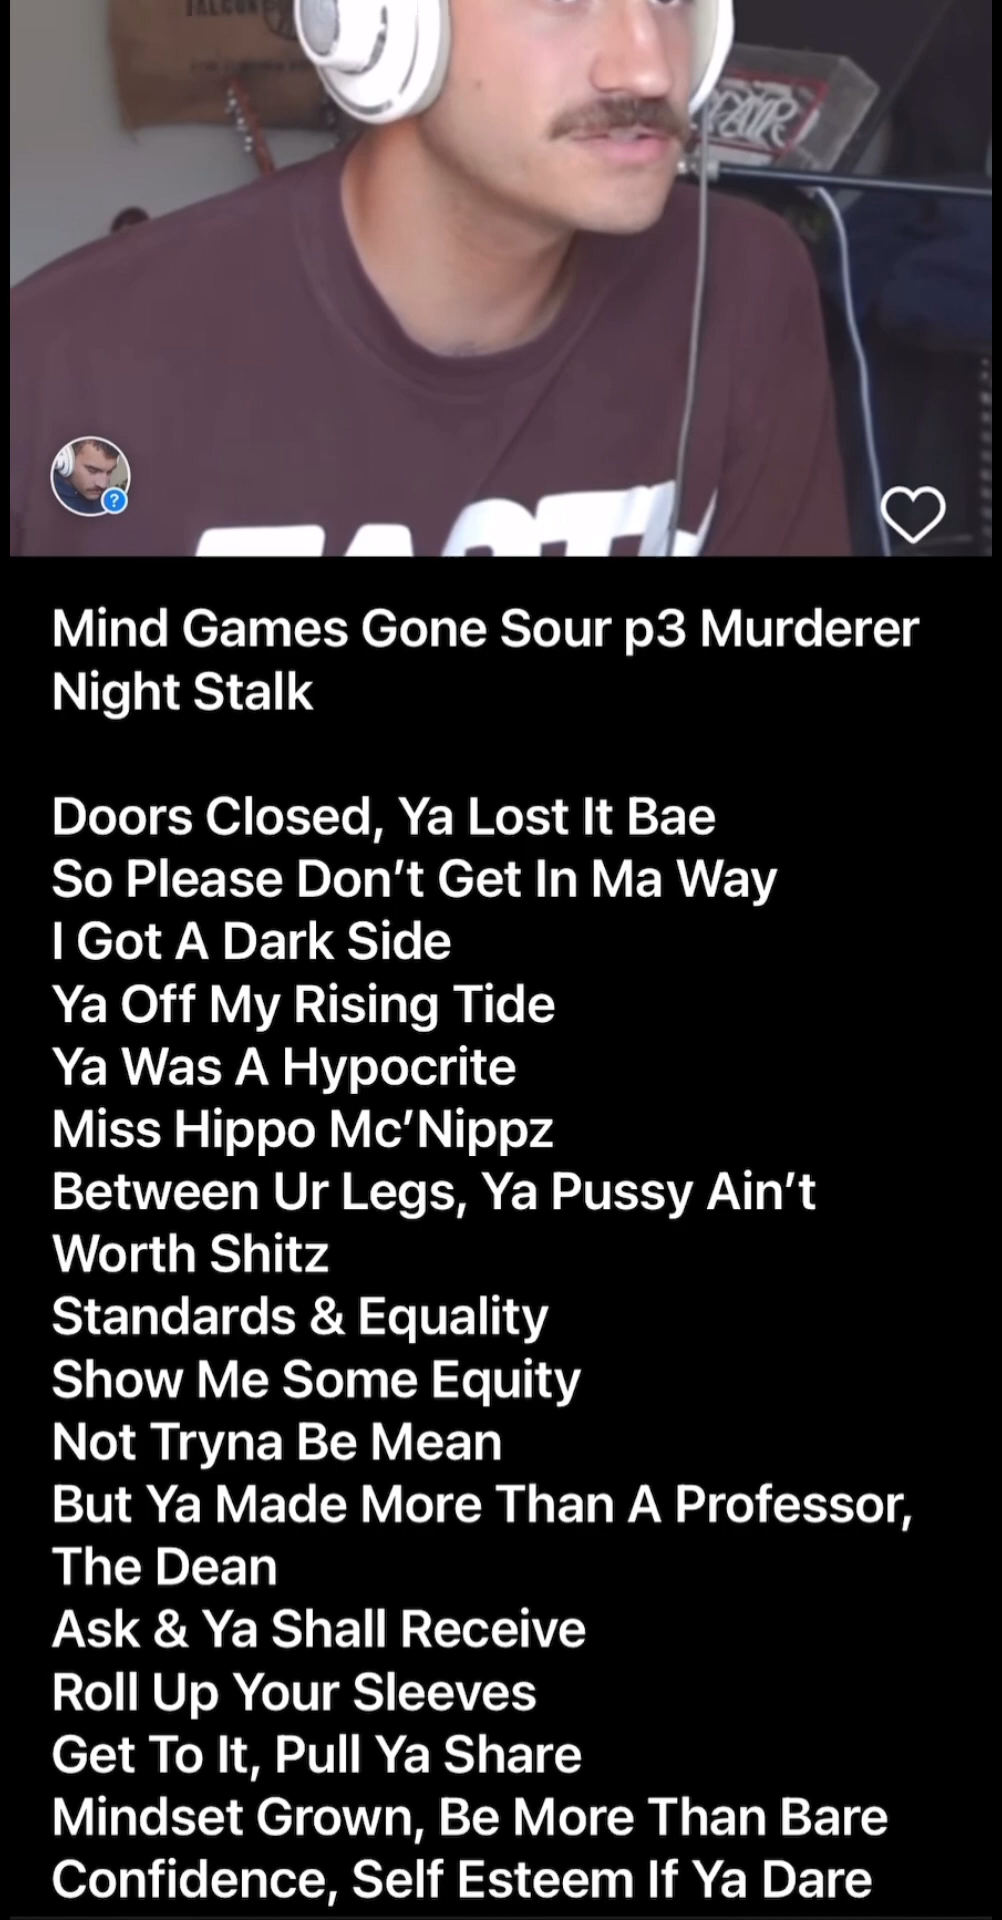 FALCONE
Mind Games Gone Sour p3 Murderer
Night Stalk
Doors Closed, Ya Lost It Bae
So Please Don’t Get In Ma Way
I Got A Dark Side
Ya Off My Rising Tide
Ya Was A Hypocrite
Miss Hippo Mc’Nippz
Between Ur Legs, Ya Pussy Ain’t
Worth Shitz
Standards & Equality
Show Me Some Equity
Not Tryna Be Mean
But Ya Made More Than A Professor,
The Dean
Ask & Ya Shall Receive
Roll Up Your Sleeves
Get To It, Pull Ya Share
Mindset Grown, Be More Than Bare
Confidence, Self Esteem If Ya Dare